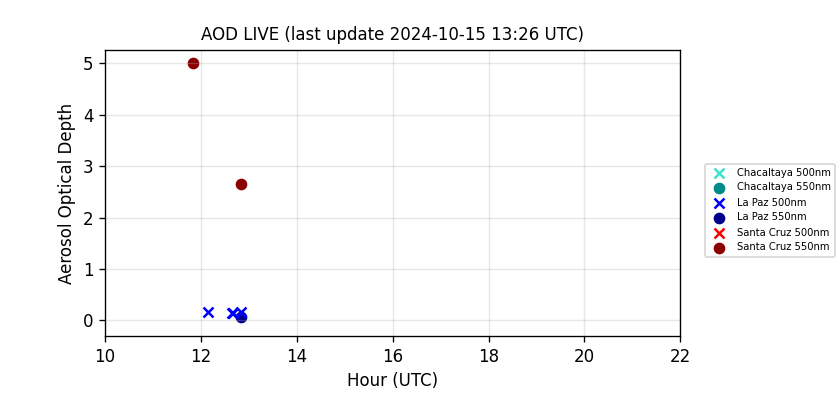 AOD LIVE (last update 2024-10-15 13:26 UTC)
Aerosol Optical Depth
5
4
3
2
1
0
10 12 14 16 18 20 22
Hour (UTC)
Chacaltaya 500nm
Chacaltaya 550nm
La Paz 500nm
La Paz 550nm
Santa Cruz 500nm
Santa Cruz 550nm